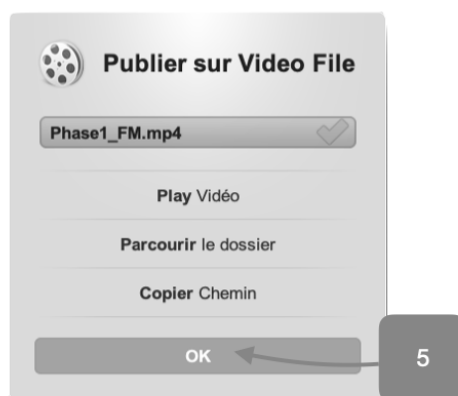 Publier sur Video File
Phase1_FM.mp4
Play Vidéo
Parcourir le dossier
Copier Chemin
OK
5